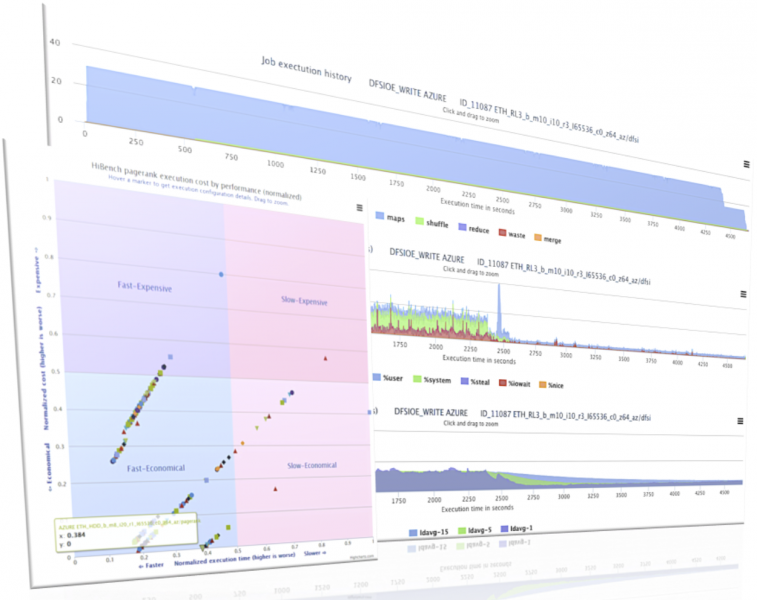 Job exectution history DFSIOE_WRITE AZURE ID_11087 ETH_RL3_b_m10_i10_r3_I65536_c0_z64_az/dfsi
Click and drag to zoom
40
20
0
0 250 500 750 1000 1250 1500 1750 2000 2250 2500 2750 3000 3250 3500 3750 4000 4250 4500
Execution time in seconds
maps shuffle reduce waste merge
DFSIOE_WRITE AZURE ID_11087 ETH_RL3_b_m10_i10_r3_I65536_c0_z64_az/dfsi
Click and drag to zoom
1750 2000 2250 2500 2750 3000 3250 3500 3750 4000 4250 4500
Execution time in seconds
%user %system %steal %iowait %nice
DFSIOE_WRITE AZURE ID_11087 ETH_RL3_b_m10_i10_r3_I65536_c0_z64_az/dfsi
Click and drag to zoom
1750 2000 2250 2500 2750 3000 3250 3500 3750 4000 4250 4500
Execution time in seconds
ldavg-15 ldavg-5 ldavg-1
HiBench pagerank execution cost by performance (normalized)
Hover a marker to get execution configuration details. Drag to zoom.
Fast-Expensive
Slow-Expensive
Fast-Economical
Slow-Economical
← Economical Normalized cost (higher is worse) Expensive →
1
0.9
0.8
0.7
0.6
0.5
0.4
0.3
0.2
x: 0.384
y: 0
0 0.1 0.2 0.3 0.4 0.5 0.6 0.7 0.8 0.9
← Faster Normalized execution time (higher is worse) Slower →